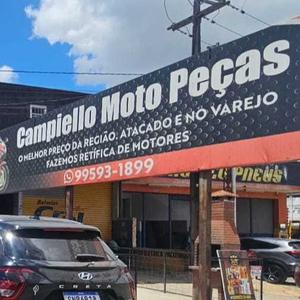 Campiello Moto Peças
O MELHOR PREÇO DA REGIÃO. ATACADO E NO VAREJO
FAZEMOS RETÍFICA DE MOTORES
99593-1899
PNEUS
CRETA